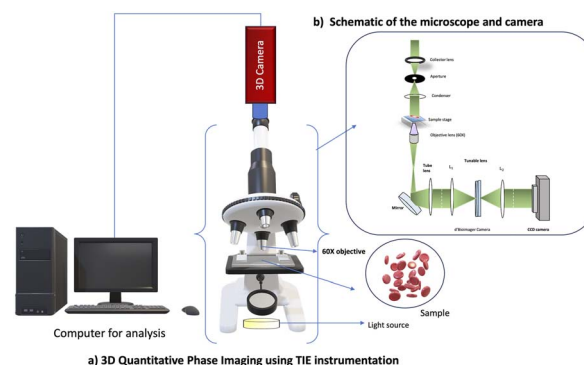 b) Schematic of the microscope and camera
3D Camera
Collector lens
Aperture
Condenser
Sample stage
Objective lens (60X)
Tube
lens
L₁
Tunable lens
L₂
Mirror
d'Bioimager Camera
CCD camera
60X objective
Sample
Light source
Computer for analysis
a) 3D Quantitative Phase Imaging using TIE instrumentation